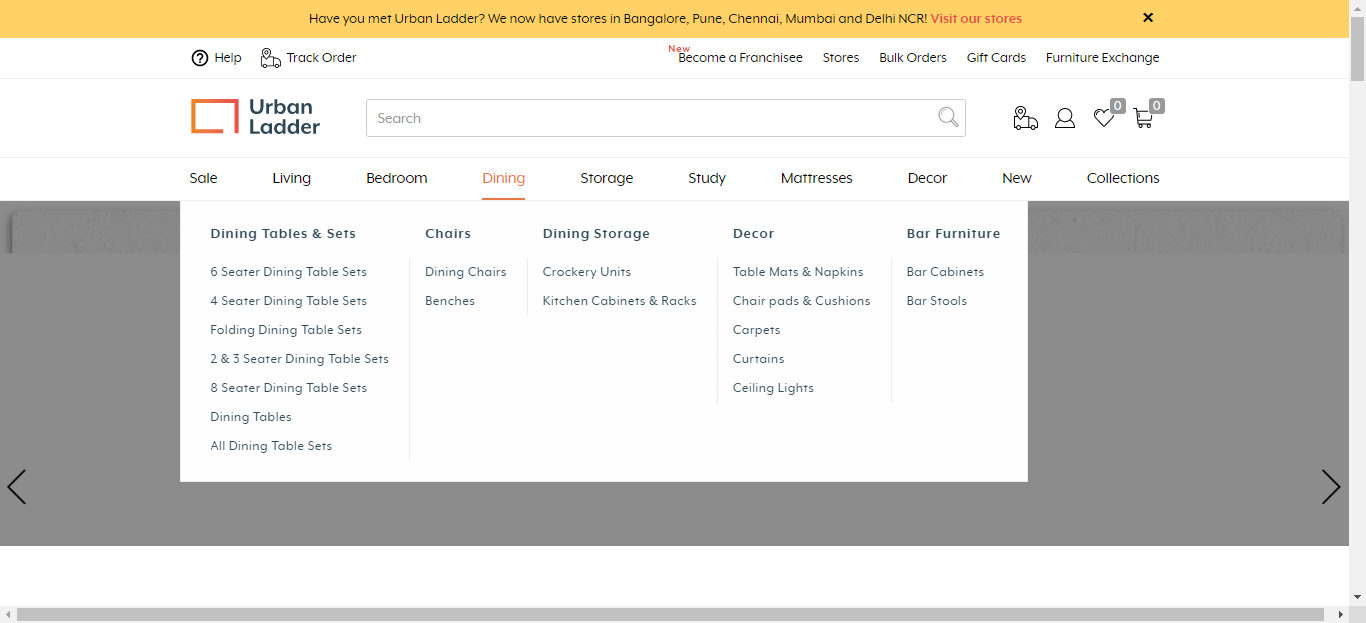 Have you met Urban Ladder? We now have stores in Bangalore, Pune, Chennai, Mumbai and Delhi NCR! Visit our stores
Help
Track Order
New
Become a Franchisee
Stores
Bulk Orders
Gift Cards
Furniture Exchange
Urban
Ladder
Search
0
0
Sale
Living
Bedroom
Dining
Storage
Study
Mattresses
Decor
New
Collections
Dining Tables & Sets
6 Seater Dining Table Sets
4 Seater Dining Table Sets
Folding Dining Table Sets
2 & 3 Seater Dining Table Sets
8 Seater Dining Table Sets
Dining Tables
All Dining Table Sets
Chairs
Dining Chairs
Benches
Dining Storage
Crockery Units
Kitchen Cabinets & Racks
Decor
Table Mats & Napkins
Chair pads & Cushions
Carpets
Curtains
Ceiling Lights
Bar Furniture
Bar Cabinets
Bar Stools